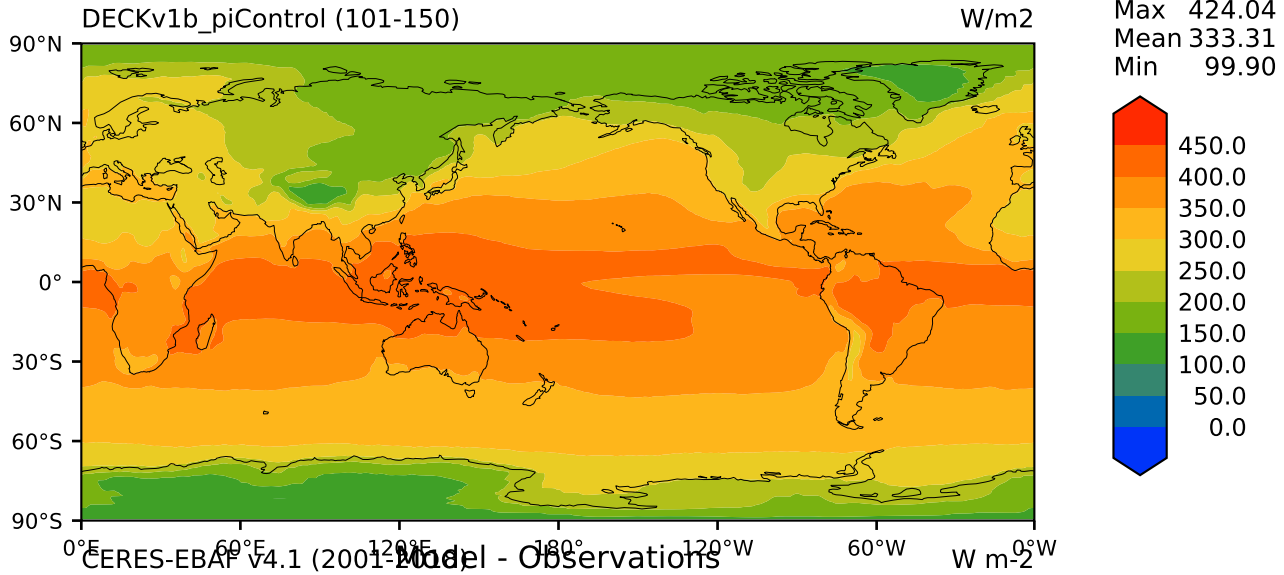 DECKv1b_piControl (101-150) W/m2
Max 424.04
Mean 333.31
Min 99.90
90°N
60°N
30°N
0°
30°S
60°S
90°S
450.0
400.0
350.0
300.0
250.0
200.0
150.0
100.0
50.0
0.0
0°E 60°E 120°E 180° 120°W 60°W 0°W
CERES-EBAF v4.1 (2001-2018) Model - Observations W m-2